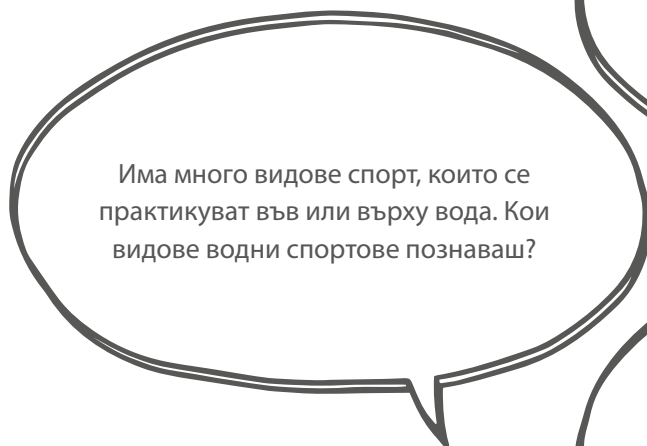 Има много видове спорт, които се
практикуват във или върху вода. Кои
видове водни спортове познаваш?